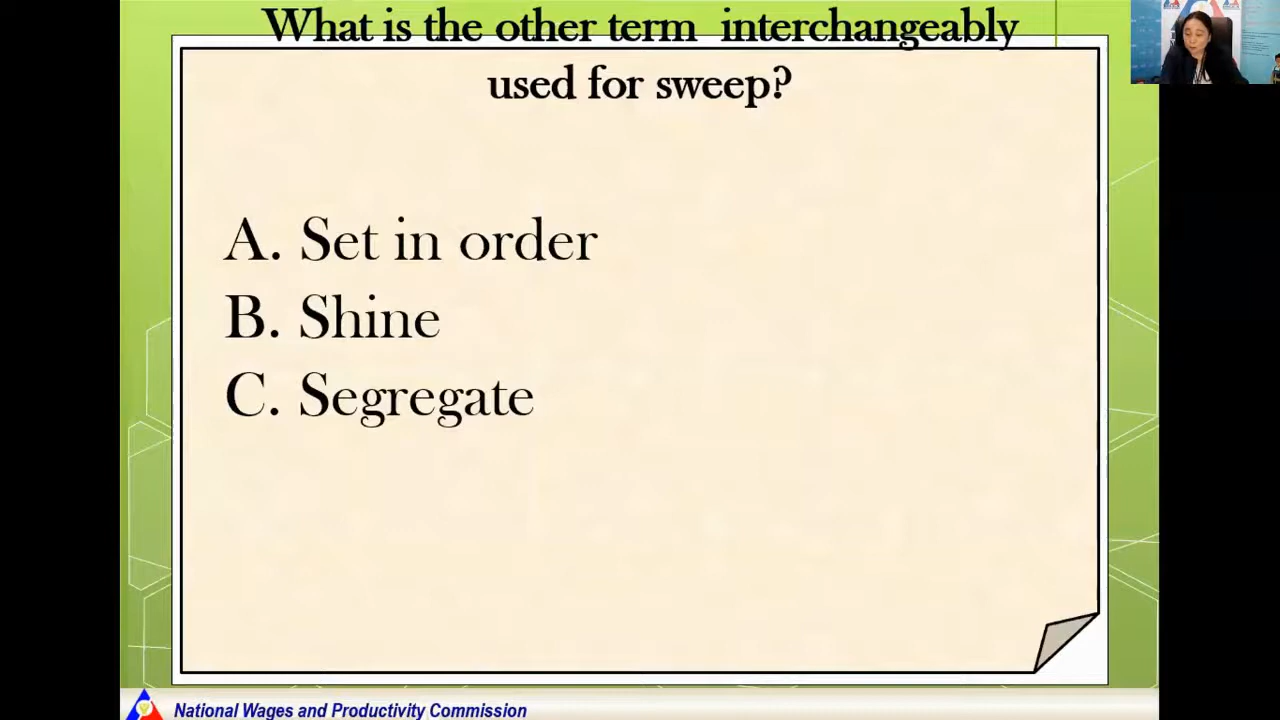 What is the other term interchangeably
used for sweep?
A. Set in order
B. Shine
C. Segregate
National Wages and Productivity Commission